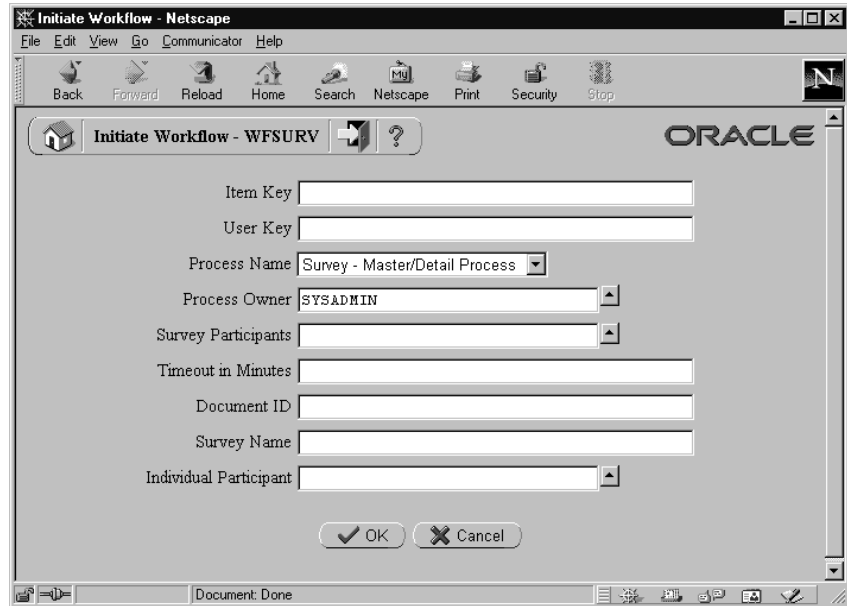 Initiate Workflow - Netscape
File Edit View Go Communicator Help
Back Forward Reload Home Search Netscape Print Security Stop
My
N
Initiate Workflow - WFSURV ?
ORACLE
Item Key
User Key
Process Name Survey - Master/Detail Process
Process Owner SYSADMIN
Survey Participants
Timeout in Minutes
Document ID
Survey Name
Individual Participant
OK Cancel
Document: Done